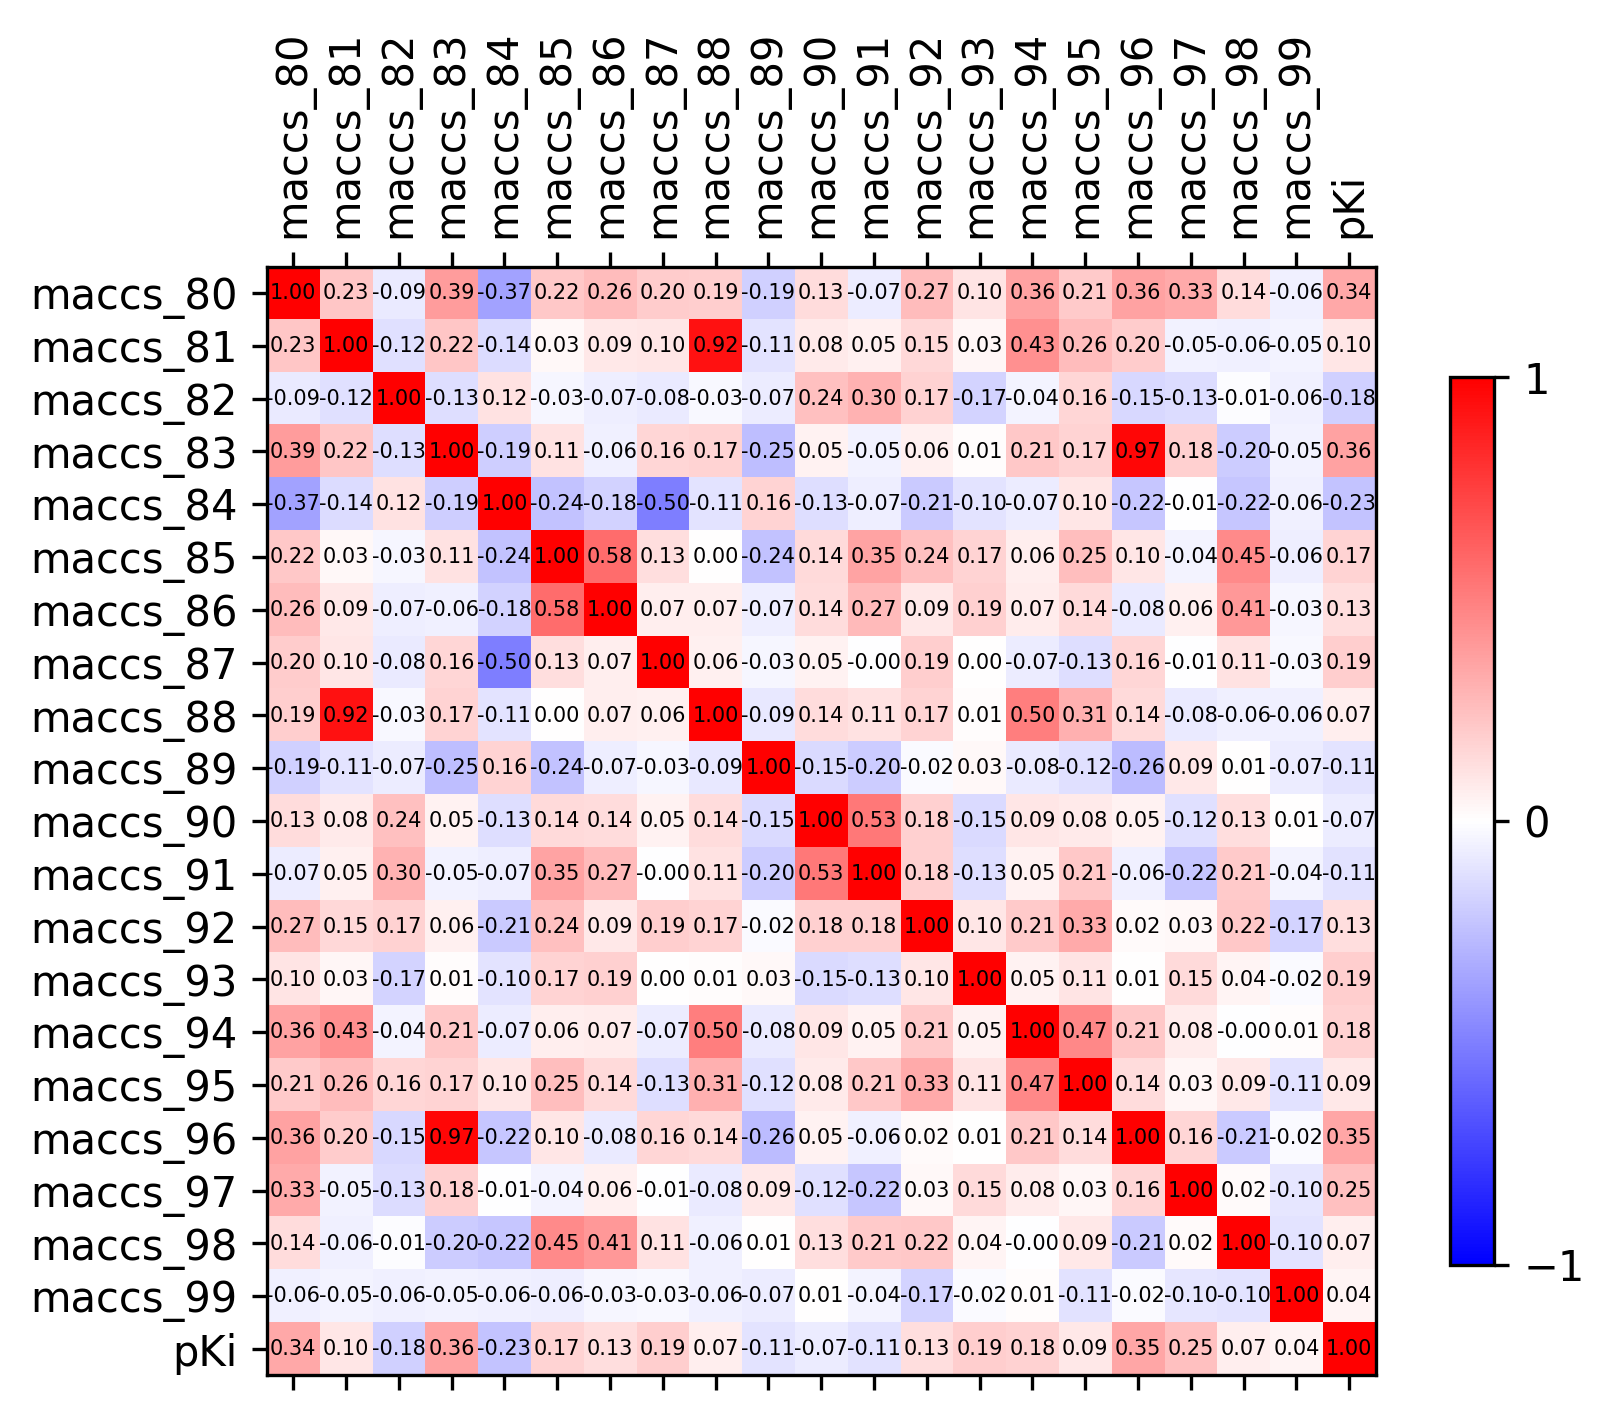 maccs_80 maccs_81 maccs_82 maccs_83 maccs_84 maccs_85 maccs_86 maccs_87 maccs_88 maccs_89 maccs_90 maccs_91 maccs_92 maccs_93 maccs_94 maccs_95 maccs_96 maccs_97 maccs_98 maccs_99 pKi
maccs_80 1.00 0.23 -0.09 0.39 -0.37 0.22 0.26 0.20 0.19 -0.19 0.13 -0.07 0.27 0.10 0.36 0.21 0.36 0.33 0.14 -0.06 0.34
maccs_81 0.23 1.00 -0.12 0.22 -0.14 0.03 0.09 0.10 0.92 -0.11 0.08 0.05 0.15 0.03 0.43 0.26 0.20 -0.05 -0.06 -0.05 0.10
maccs_82 -0.09 -0.12 1.00 -0.13 0.12 -0.03 -0.07 -0.08 -0.03 -0.07 0.24 0.30 0.17 -0.17 -0.04 0.16 -0.15 -0.13 -0.01 -0.06 -0.18
maccs_83 0.39 0.22 -0.13 1.00 -0.19 0.11 -0.06 0.16 0.17 -0.25 0.05 -0.05 0.06 0.01 0.21 0.17 0.97 0.18 -0.20 -0.05 0.36
maccs_84 -0.37 -0.14 0.12 -0.19 1.00 -0.24 -0.18 -0.50 -0.11 0.16 -0.13 -0.07 -0.21 -0.10 -0.07 0.10 -0.22 -0.01 -0.22 -0.06 -0.23
maccs_85 0.22 0.03 -0.03 0.11 -0.24 1.00 0.58 0.13 0.00 -0.24 0.14 0.35 0.24 0.17 0.06 0.25 0.10 -0.04 0.45 -0.06 0.17
maccs_86 0.26 0.09 -0.07 -0.06 -0.18 0.58 1.00 0.07 0.07 -0.07 0.14 0.27 0.09 0.19 0.07 0.14 -0.08 0.06 0.41 -0.03 0.13
maccs_87 0.20 0.10 -0.08 0.16 -0.50 0.13 0.07 1.00 0.06 -0.03 0.05 -0.00 0.19 0.00 -0.07 -0.13 0.16 -0.01 0.11 -0.03 0.19
maccs_88 0.19 0.92 -0.03 0.17 -0.11 0.00 0.07 0.06 1.00 -0.09 0.14 0.11 0.17 0.01 0.50 0.31 0.14 -0.08 -0.06 -0.06 0.07
maccs_89 -0.19 -0.11 -0.07 -0.25 0.16 -0.24 -0.07 -0.03 -0.09 1.00 -0.15 -0.20 -0.02 0.03 -0.08 -0.12 -0.26 0.09 0.01 -0.07 -0.11
maccs_90 0.13 0.08 0.24 0.05 -0.13 0.14 0.14 0.05 0.14 -0.15 1.00 0.53 0.18 -0.15 0.09 0.08 0.05 -0.12 0.13 0.01 -0.07
maccs_91 -0.07 0.05 0.30 -0.05 -0.07 0.35 0.27 -0.00 0.11 -0.20 0.53 1.00 0.18 -0.13 0.05 0.21 -0.06 -0.22 0.21 -0.04 -0.11
maccs_92 0.27 0.15 0.17 0.06 -0.21 0.24 0.09 0.19 0.17 -0.02 0.18 0.18 1.00 0.10 0.21 0.33 0.02 0.03 0.22 -0.17 0.13
maccs_93 0.10 0.03 -0.17 0.01 -0.10 0.17 0.19 0.00 0.01 0.03 -0.15 -0.13 0.10 1.00 0.05 0.11 0.01 0.15 0.04 -0.02 0.19
maccs_94 0.36 0.43 -0.04 0.21 -0.07 0.06 0.07 -0.07 0.50 -0.08 0.09 0.05 0.21 0.05 1.00 0.47 0.21 0.08 -0.00 0.01 0.18
maccs_95 0.21 0.26 0.16 0.17 0.10 0.25 0.14 -0.13 0.31 -0.12 0.08 0.21 0.33 0.11 0.47 1.00 0.14 0.03 0.09 -0.11 0.09
maccs_96 0.36 0.20 -0.15 0.97 -0.22 0.10 -0.08 0.16 0.14 -0.26 0.05 -0.06 0.02 0.01 0.21 0.14 1.00 0.16 -0.21 -0.02 0.35
maccs_97 0.33 -0.05 -0.13 0.18 -0.01 -0.04 0.06 -0.01 -0.08 0.09 -0.12 -0.22 0.03 0.15 0.08 0.03 0.16 1.00 0.02 -0.10 0.25
maccs_98 0.14 -0.06 -0.01 -0.20 -0.22 0.45 0.41 0.11 -0.06 0.01 0.13 0.21 0.22 0.04 -0.00 0.09 -0.21 0.02 1.00 -0.10 0.07
maccs_99 -0.06 -0.05 -0.06 -0.05 -0.06 -0.06 -0.03 -0.03 -0.06 -0.07 0.01 -0.04 -0.17 -0.02 0.01 -0.11 -0.02 -0.10 -0.10 1.00 0.04
pKi 0.34 0.10 -0.18 0.36 -0.23 0.17 0.13 0.19 0.07 -0.11 -0.07 -0.11 0.13 0.19 0.18 0.09 0.35 0.25 0.07 0.04 1.00
1
0
−1